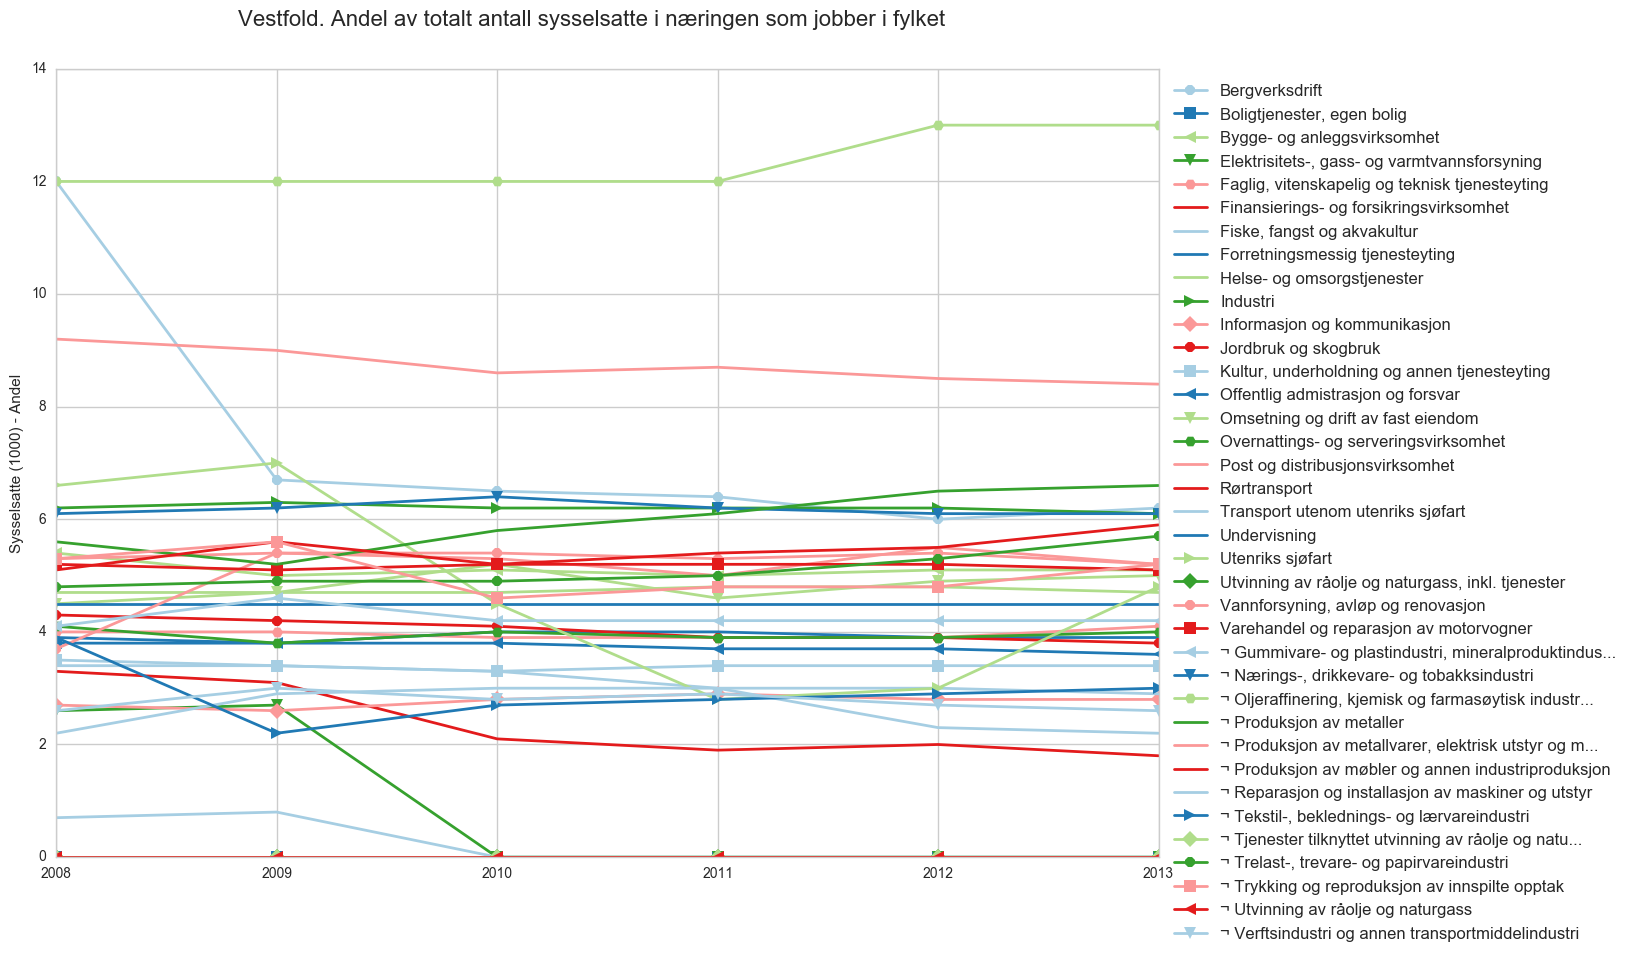 Vestfold. Andel av totalt antall sysselsatte i næringen som jobber i fylket
Sysselsatte (1000) - Andel
14
12
10
8
6
4
2
0
2008 2009 2010 2011 2012 2013
Bergverksdrift
Boligtjenester, egen bolig
Bygge- og anleggsvirksomhet
Elektrisitets-, gass- og varmtvannsforsyning
Faglig, vitenskapelig og teknisk tjenesteyting
Finansierings- og forsikringsvirksomhet
Fiske, fangst og akvakultur
Forretningsmessig tjenesteyting
Helse- og omsorgstjenester
Industri
Informasjon og kommunikasjon
Jordbruk og skogbruk
Kultur, underholdning og annen tjenesteyting
Offentlig admistrasjon og forsvar
Omsetning og drift av fast eiendom
Overnattings- og serveringsvirksomhet
Post og distribusjonsvirksomhet
Rørtransport
Transport utenom utenriks sjøfart
Undervisning
Utenriks sjøfart
Utvinning av råolje og naturgass, inkl. tjenester
Vannforsyning, avløp og renovasjon
Varehandel og reparasjon av motorvogner
¬ Gummivare- og plastindustri, mineralproduktindus...
¬ Nærings-, drikkevare- og tobakksindustri
¬ Oljeraffinering, kjemisk og farmasøytisk industr...
¬ Produksjon av metaller
¬ Produksjon av metallvarer, elektrisk utstyr og m...
¬ Produksjon av møbler og annen industriproduksjon
¬ Reparasjon og installasjon av maskiner og utstyr
¬ Tekstil-, beklednings- og lærvareindustri
¬ Tjenester tilknyttet utvinning av råolje og natu...
¬ Trelast-, trevare- og papirvareindustri
¬ Trykking og reproduksjon av innspilte opptak
¬ Utvinning av råolje og naturgass
¬ Verftsindustri og annen transportmiddelindustri